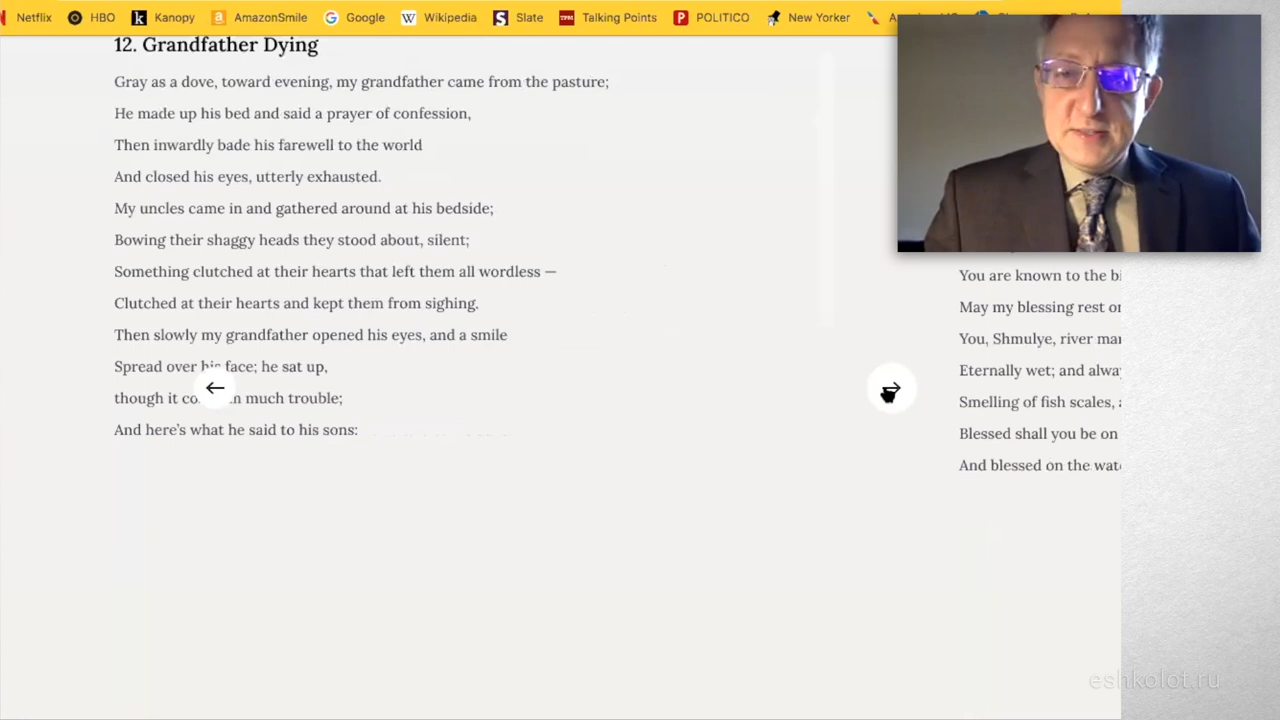 Netflix HBO Kanopy AmazonSmile Google Wikipedia Slate TPM Talking Points POLITICO New Yorker
12. Grandfather Dying
Gray as a dove, toward evening, my grandfather came from the pasture;
He made up his bed and said a prayer of confession,
Then inwardly bade his farewell to the world
And closed his eyes, utterly exhausted.
My uncles came in and gathered around at his bedside;
Bowing their shaggy heads they stood about, silent;
Something clutched at their hearts that left them all wordless —
Clutched at their hearts and kept them from sighing.
Then slowly my grandfather opened his eyes, and a smile
Spread over his face; he sat up,
though it much trouble;
And here's what he said to his sons:
You are known to the
May my blessing rest
You, Shmulye, river
Eternally wet; and
Smelling of fish scales,
Blessed shall you be on
And blessed on the
eshkolot.ru